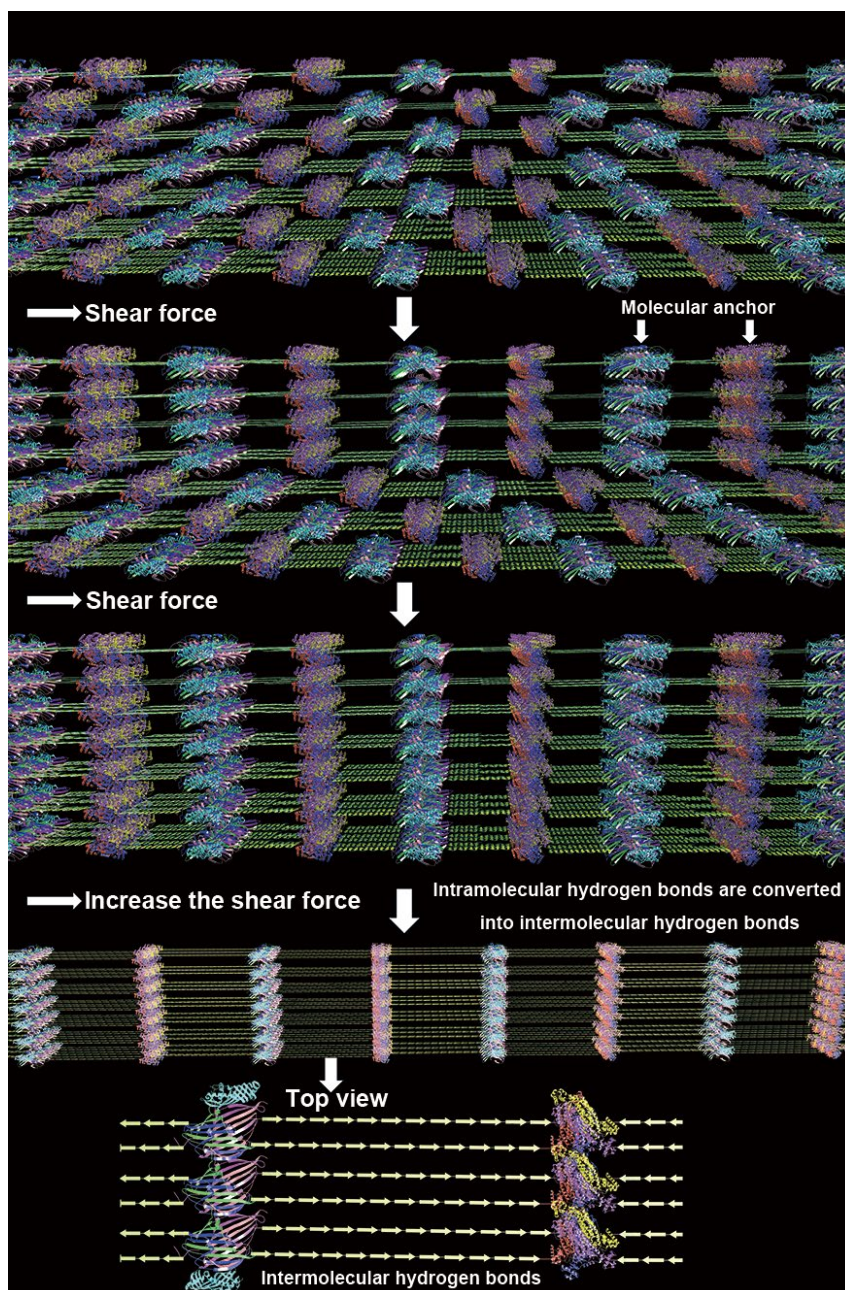 Shear force
Molecular anchor
Shear force
Increase the shear force
Intramolecular hydrogen bonds are converted
into intermolecular hydrogen bonds
Top view
Intermolecular hydrogen bonds